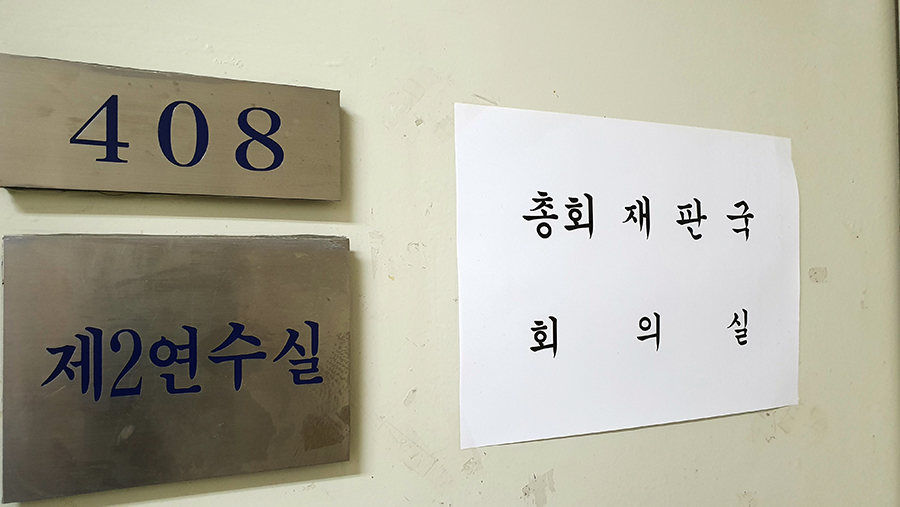 408
제2연수실
총회 재 판 국
회 의 실